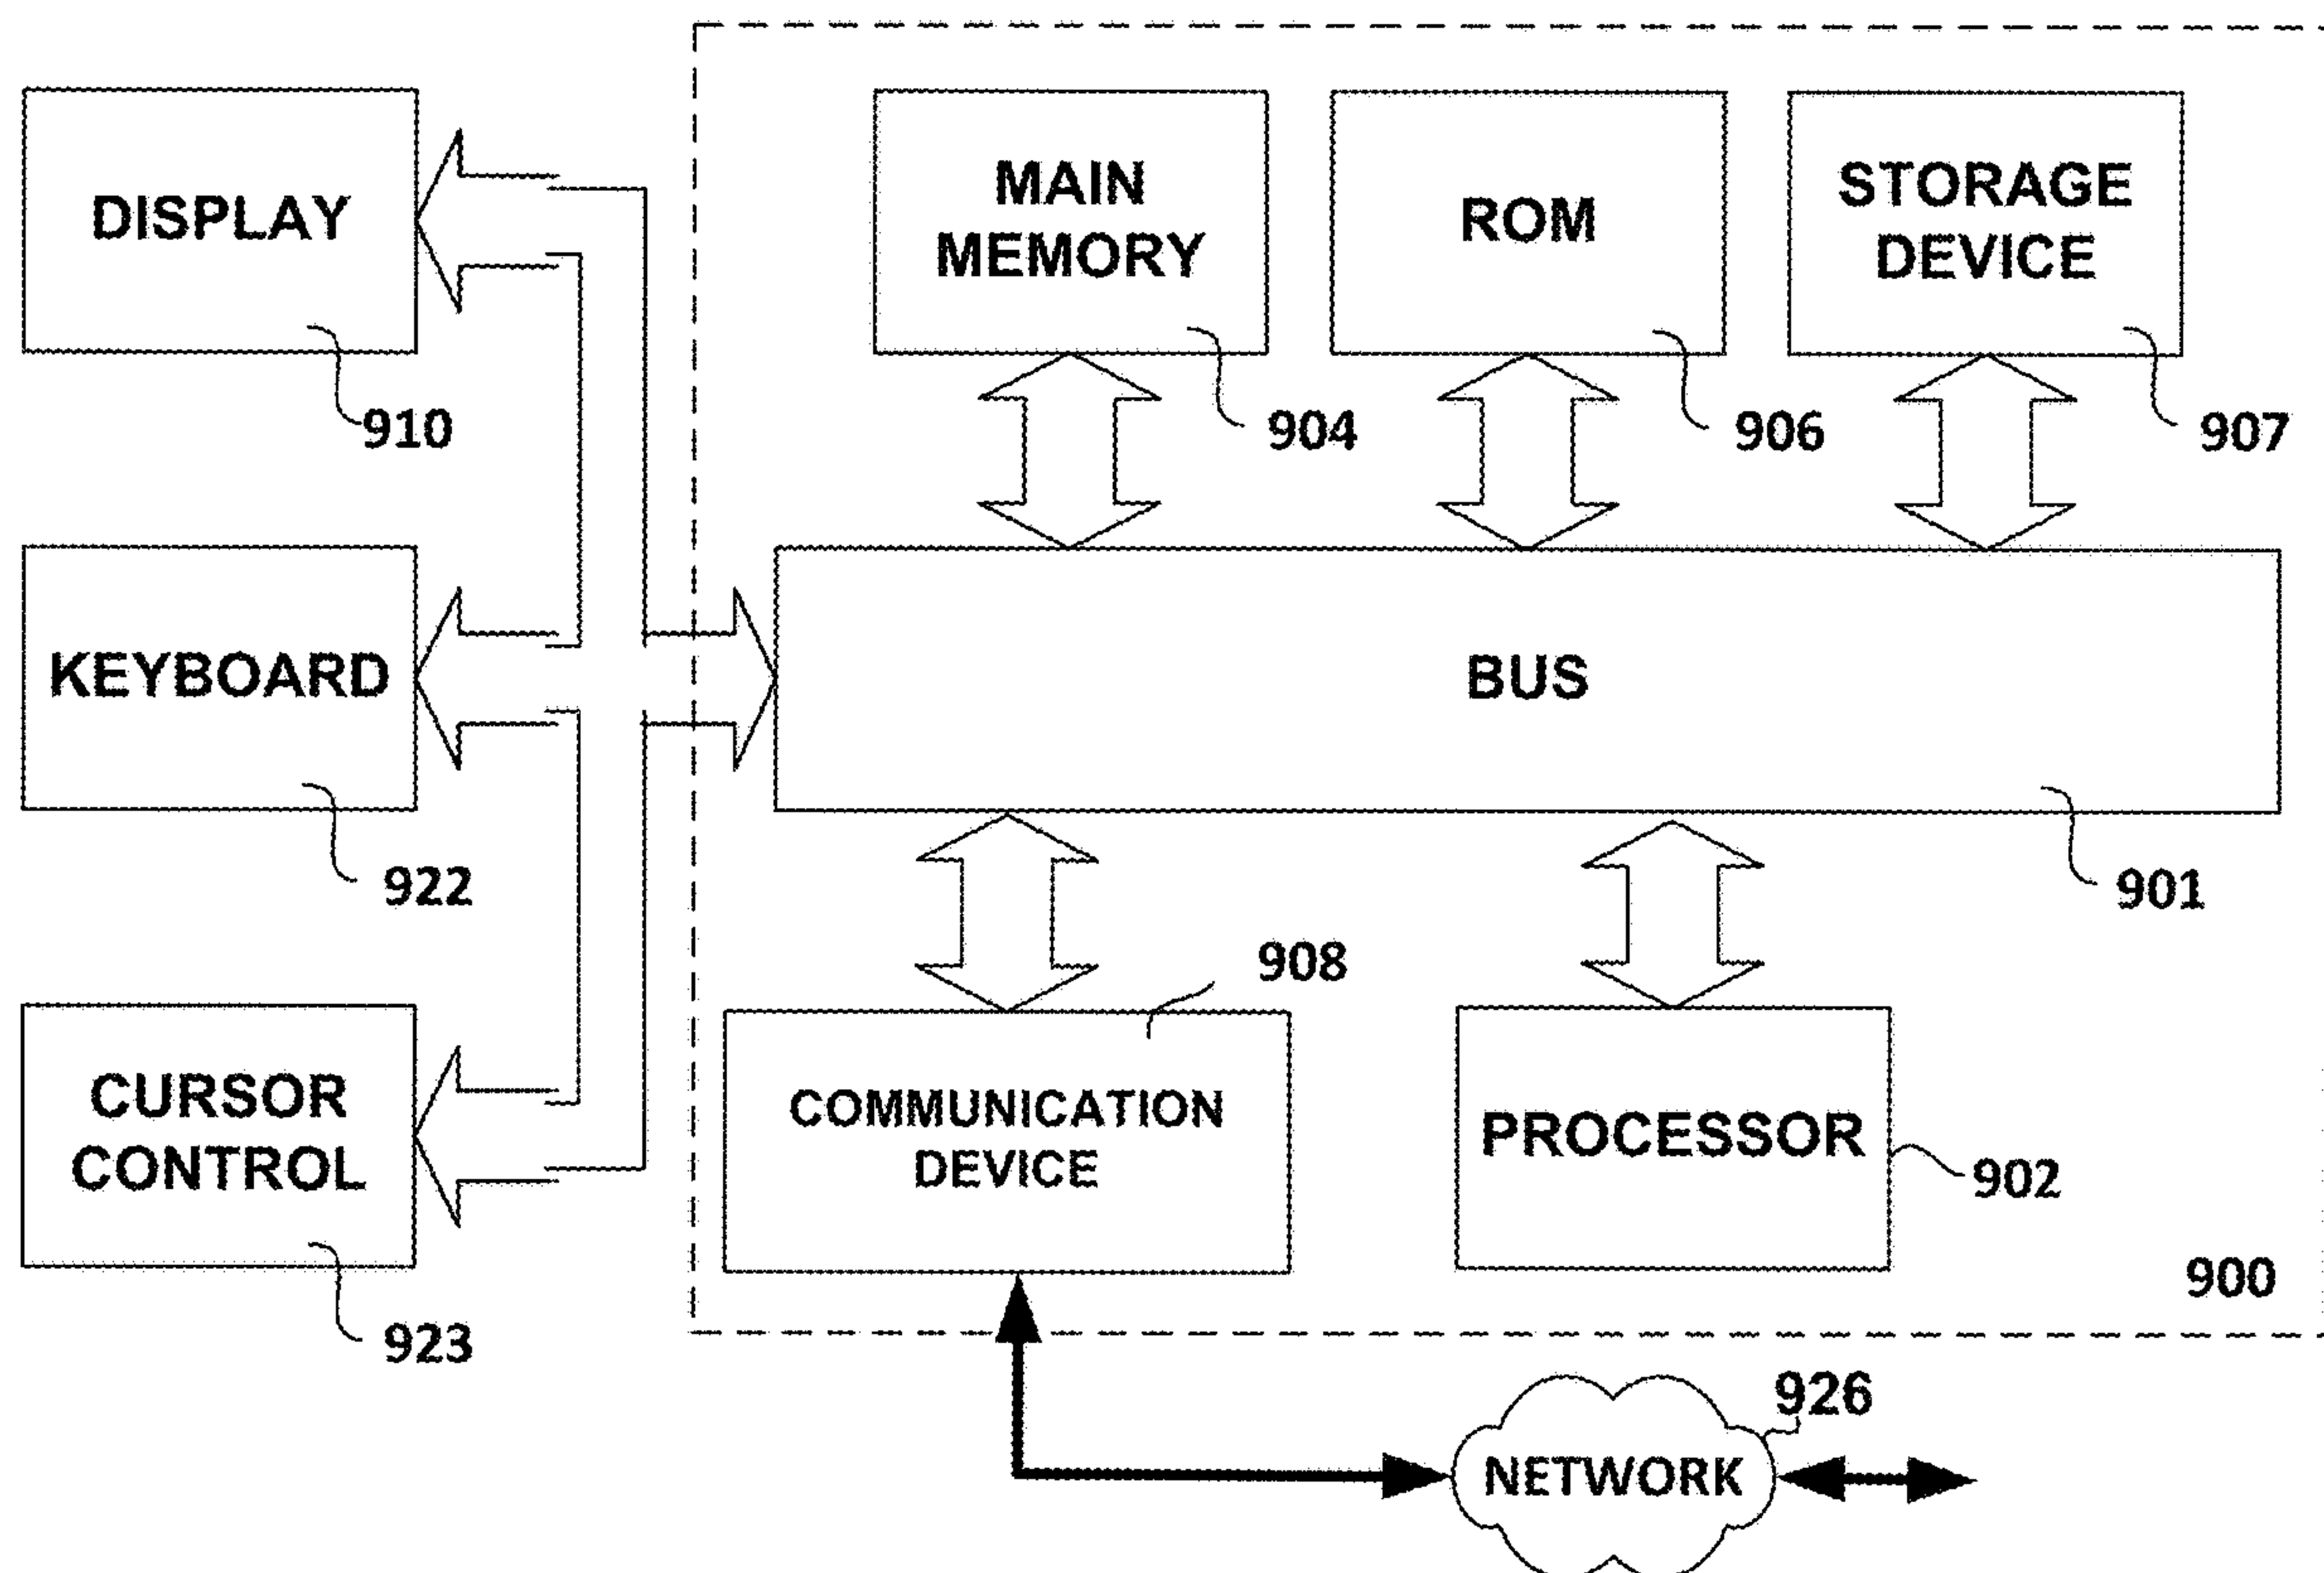 DISPLAY
910
MAIN
MEMORY
904
ROM
906
STORAGE
DEVICE
907
KEYBOARD
922
BUS
901
CURSOR
CONTROL
923
908
COMMUNICATION
DEVICE
PROCESSOR
902
900
926
NETWORK